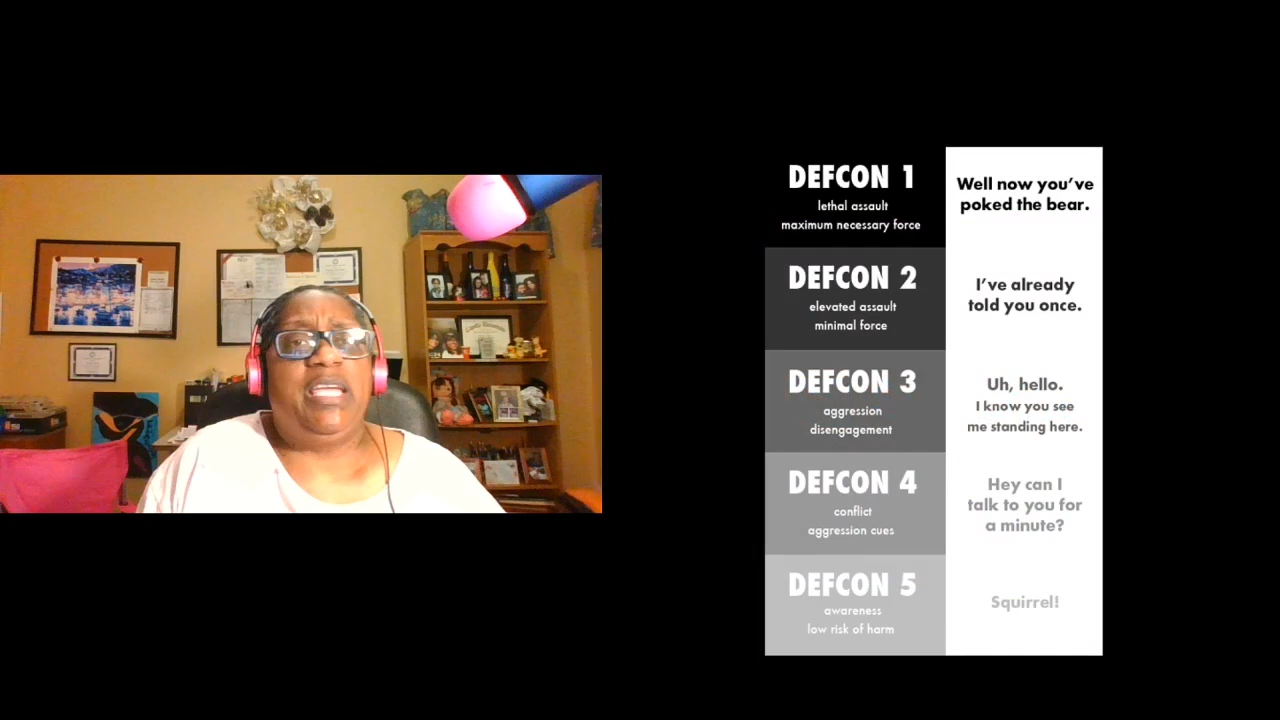 DEFCON 1
lethal assault
maximum necessary force
Well now you've
poked the bear.
DEFCON 2
elevated assault
minimal force
I've already
told you once.
DEFCON 3
aggression
disengagement
Uh, hello.
I know you see
me standing here.
DEFCON 4
conflict
aggression cues
Hey can I
talk to you for
a minute?
DEFCON 5
awareness
low risk of harm
Squirrel!